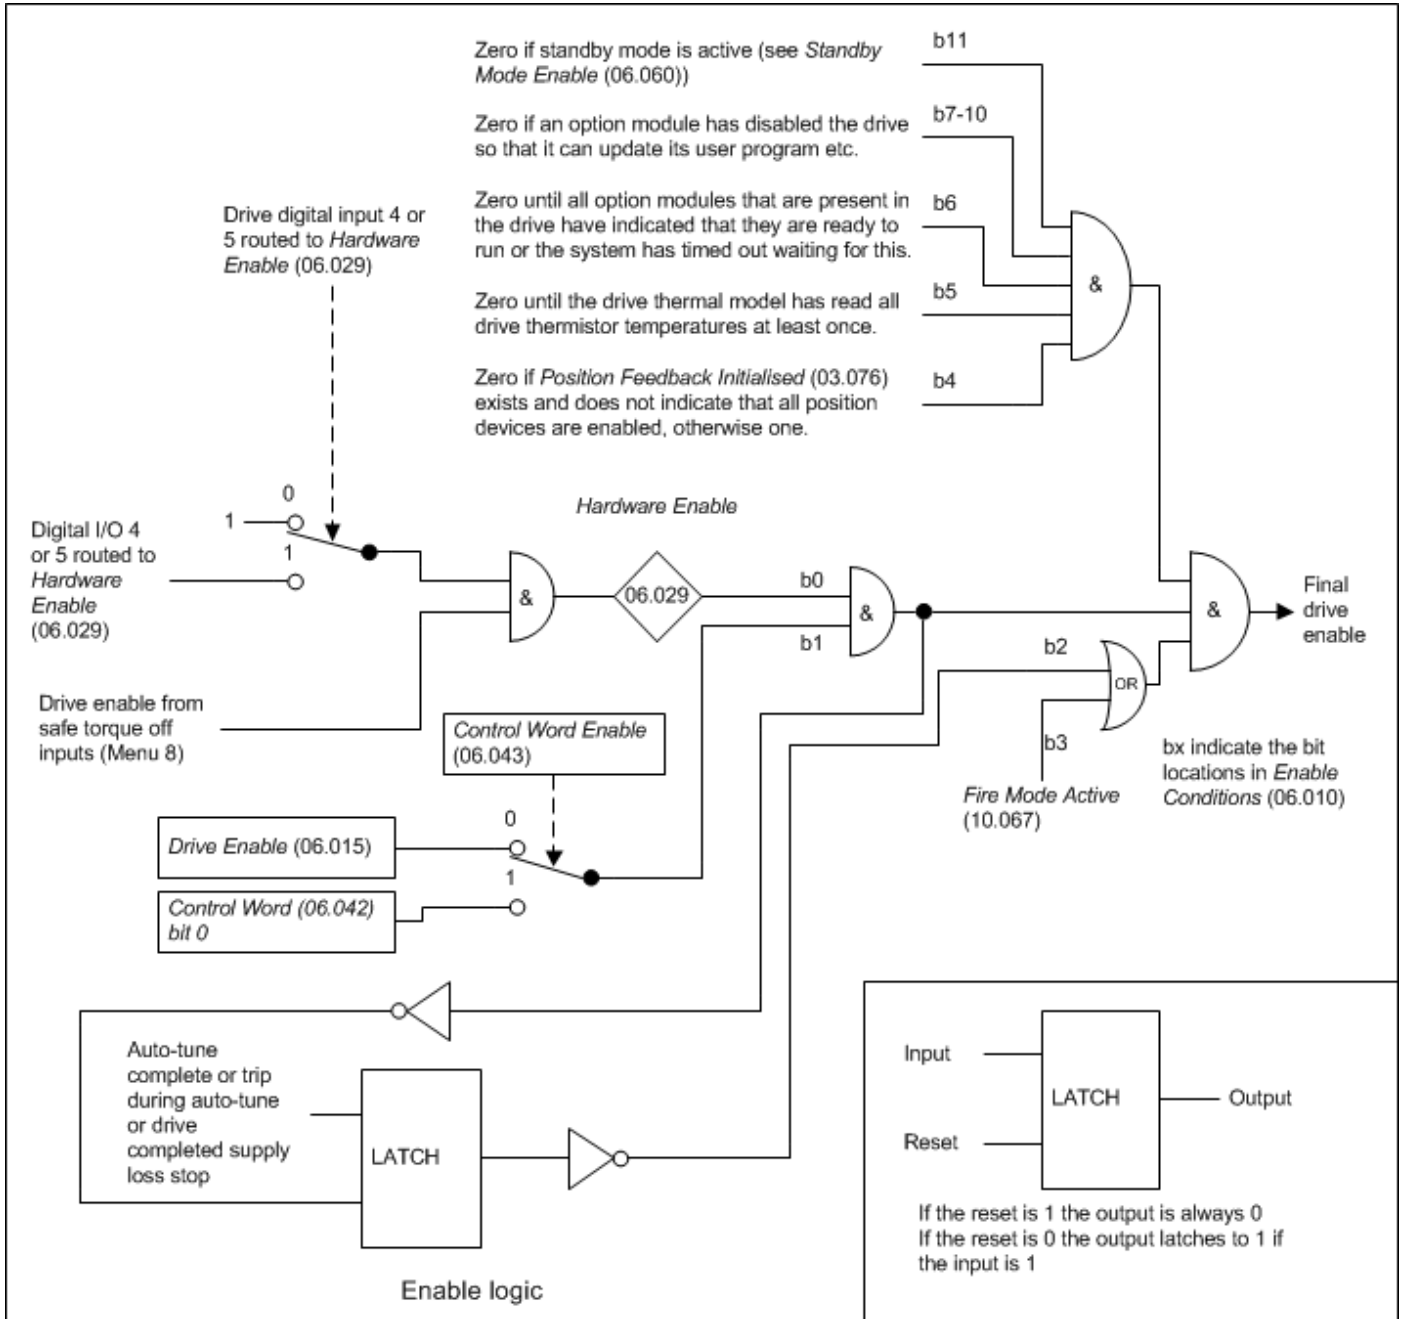 Zero if standby mode is active (see Standby
Mode Enable (06.060))
b11
Zero if an option module has disabled the drive
so that it can update its user program etc.
b7-10
Zero until all option modules that are present in
the drive have indicated that they are ready to
run or the system has timed out waiting for this.
b6
Zero until the drive thermal model has read all
drive thermistor temperatures at least once.
b5
Zero if Position Feedback Initialised (03.076)
exists and does not indicate that all position
devices are enabled, otherwise one.
b4
&
Drive digital input 4 or
5 routed to Hardware
Enable (06.029)
0
1
1
Digital I/O 4
or 5 routed to
Hardware
Enable
(06.029)
Drive enable from
safe torque off
inputs (Menu 8)
&
Hardware Enable
06.029
b0
b1
&
b2
OR
b3
Fire Mode Active
(10.067)
&
Final
drive
enable
bx indicate the bit
locations in Enable
Conditions (06.010)
Control Word Enable
(06.043)
0
1
Drive Enable (06.015)
Control Word (06.042)
bit 0
Auto-tune
complete or trip
during auto-tune
or drive
completed supply
loss stop
LATCH
Enable logic
Input
Reset
LATCH
Output
If the reset is 1 the output is always 0
If the reset is 0 the output latches to 1 if
the input is 1